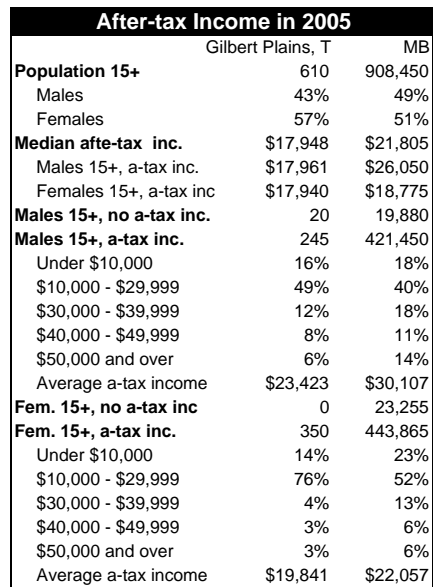 After-tax Income in 2005
Gilbert Plains, T MB
Population 15+ 610 908,450
Males 43% 49%
Females 57% 51%
Median afte-tax inc. $17,948 $21,805
Males 15+, a-tax inc. $17,961 $26,050
Females 15+, a-tax inc $17,940 $18,775
Males 15+, no a-tax inc. 20 19,880
Males 15+, a-tax inc. 245 421,450
Under $10,000 16% 18%
$10,000 - $29,999 49% 40%
$30,000 - $39,999 12% 18%
$40,000 - $49,999 8% 11%
$50,000 and over 6% 14%
Average a-tax income $23,423 $30,107
Fem. 15+, no a-tax inc 0 23,255
Fem. 15+, a-tax inc. 350 443,865
Under $10,000 14% 23%
$10,000 - $29,999 76% 52%
$30,000 - $39,999 4% 13%
$40,000 - $49,999 3% 6%
$50,000 and over 3% 6%
Average a-tax income $19,841 $22,057